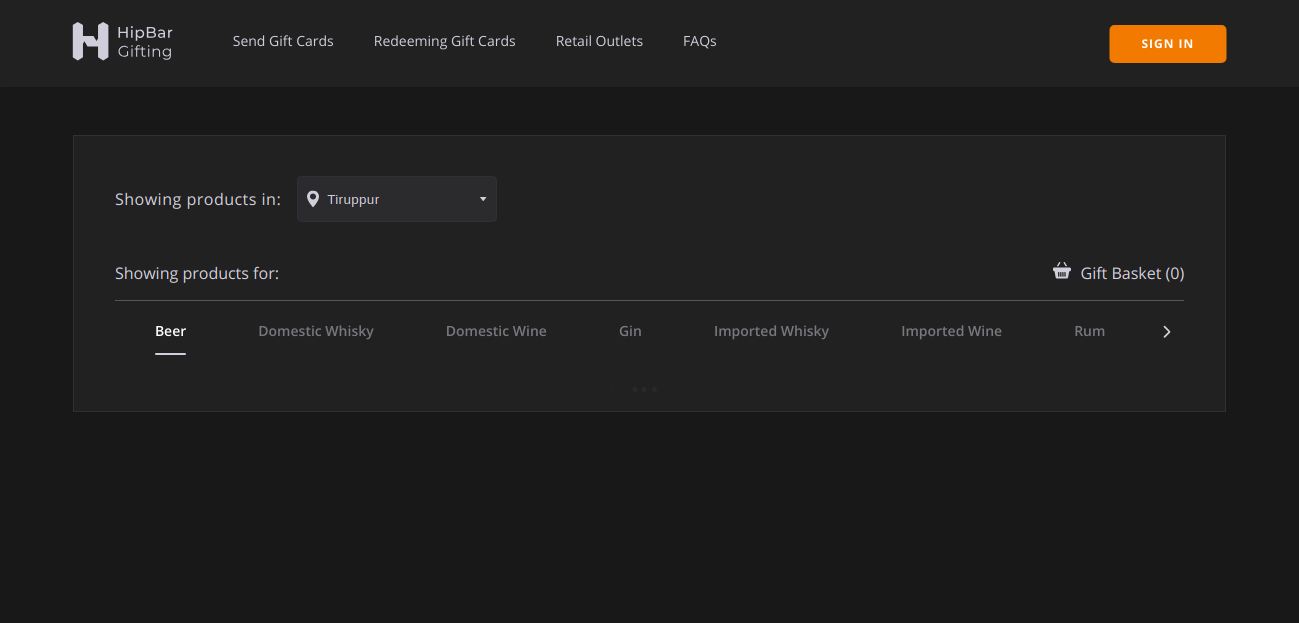 HipBar
Gifting
Send Gift Cards
Redeeming Gift Cards
Retail Outlets
FAQs
SIGN IN
Showing products in:
Tiruppur
Showing products for:
Gift Basket (0)
Beer
Domestic Whisky
Domestic Wine
Gin
Imported Whisky
Imported Wine
Rum